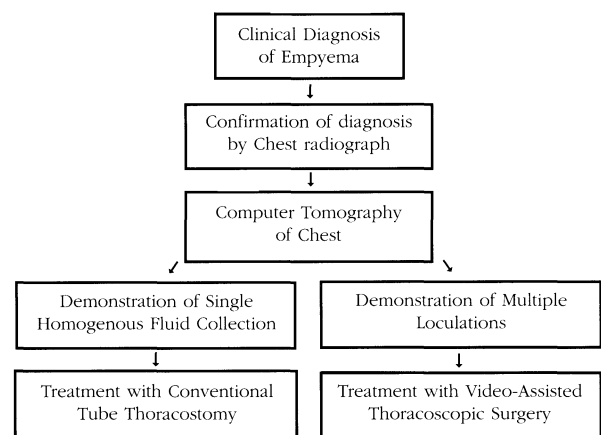 Clinical Diagnosis
of Empyema
Confirmation of diagnosis
by Chest radiograph
Computer Tomography
of Chest
Demonstration of Single
Homogenous Fluid Collection
Demonstration of Multiple
Loculations
Treatment with Conventional
Tube Thoracostomy
Treatment with Video-Assisted
Thoracoscopic Surgery